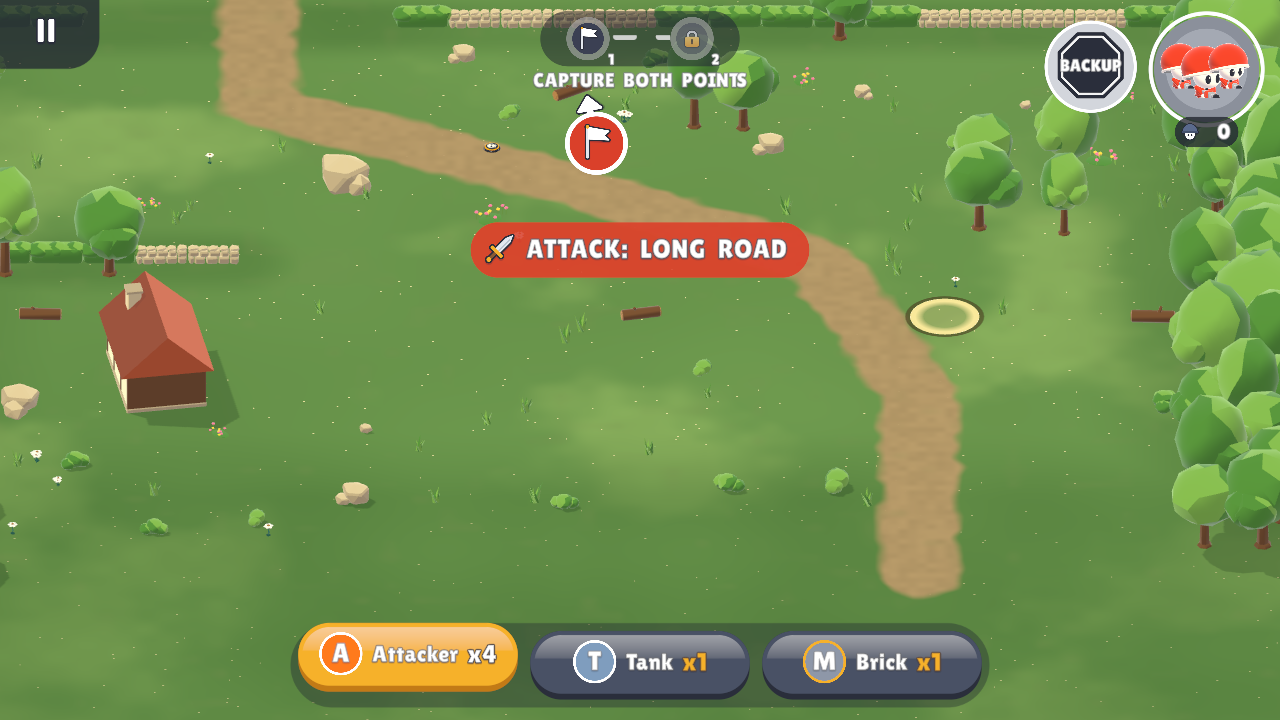 1
2
CAPTURE BOTH POINTS
BACKUP
0
ATTACK: LONG ROAD
A Attacker x4
T Tank x1
M Brick x1